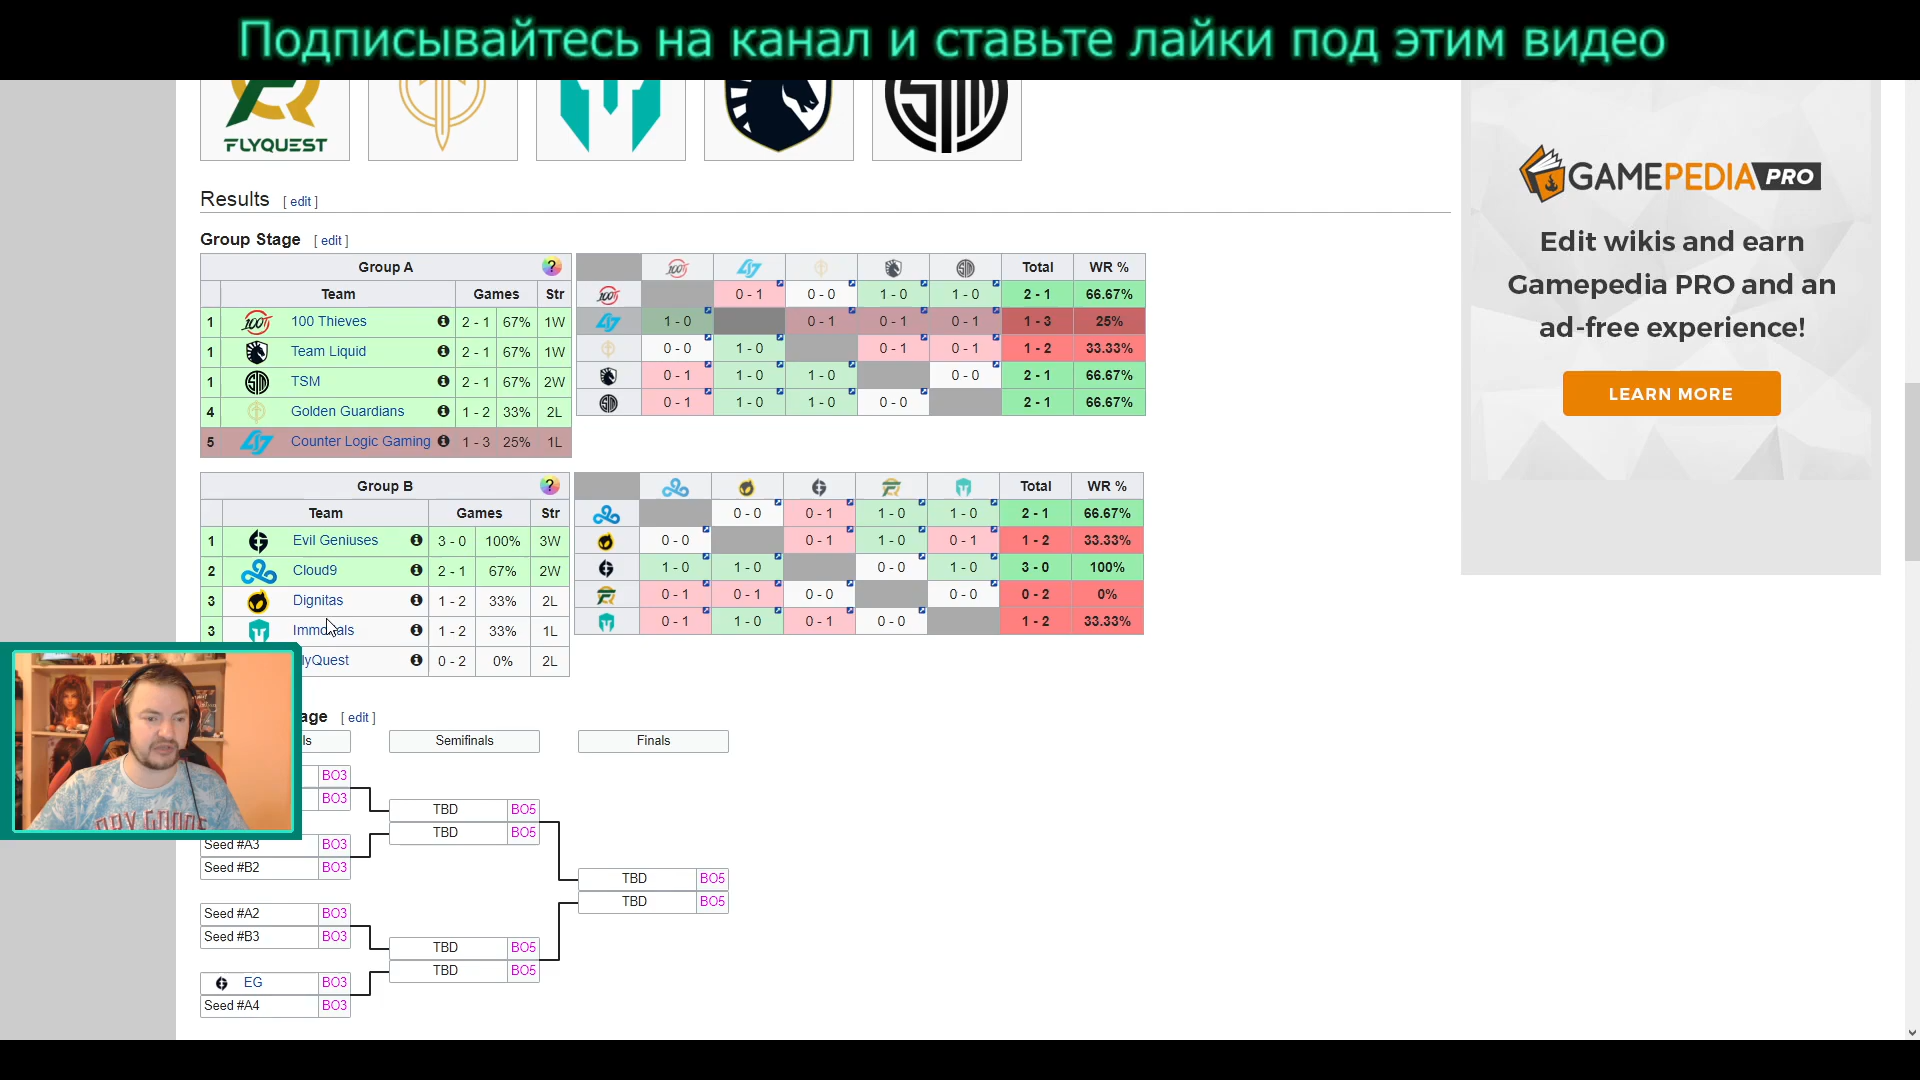 Подписывайтесь на канал и ставьте лайки под этим видео
FLYQUEST
TSM
GAMEPEDIA PRO
Edit wikis and earn
Gamepedia PRO and an
ad-free experience!
LEARN MORE
Results [ edit ]
Group Stage [ edit ]
Group A ?
Team Games Str
1 100T 100 Thieves 2 - 1 67% 1W
1 Team Liquid 2 - 1 67% 1W
1 TSM TSM 2 - 1 67% 2W
4 Golden Guardians 1 - 2 33% 2L
5 Counter Logic Gaming 1 - 3 25% 1L
100T TSM Total WR %
100T 0 - 1 0 - 0 1 - 0 1 - 0 2 - 1 66.67%
1 - 0 0 - 1 0 - 1 0 - 1 1 - 3 25%
0 - 0 1 - 0 0 - 1 0 - 1 1 - 2 33.33%
0 - 1 1 - 0 1 - 0 0 - 0 2 - 1 66.67%
TSM 0 - 1 1 - 0 1 - 0 0 - 0 2 - 1 66.67%
Group B ?
Team Games Str
1 Evil Geniuses 3 - 0 100% 3W
2 Cloud9 2 - 1 67% 2W
3 Dignitas 1 - 2 33% 2L
3 1 - 2 33% 1L
lyQuest 0 - 2 0% 2L
Total WR %
0 - 0 0 - 1 1 - 0 1 - 0 2 - 1 66.67%
0 - 0 0 - 1 1 - 0 0 - 1 1 - 2 33.33%
1 - 0 1 - 0 0 - 0 1 - 0 3 - 0 100%
0 - 1 0 - 1 0 - 0 0 - 0 0 - 2 0%
0 - 1 1 - 0 0 - 1 0 - 0 1 - 2 33.33%
age [ edit ]
ls Semifinals Finals
BO3
BO3
Seed #A3 BO3
Seed #B2 BO3
Seed #A2 BO3
Seed #B3 BO3
EG BO3
Seed #A4 BO3
TBD BO5
TBD BO5
TBD BO5
TBD BO5
TBD BO5
TBD BO5